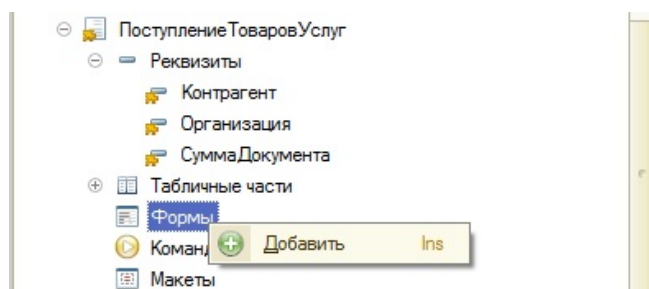 ПоступлениеТоваровУслуг
Реквизиты
Контрагент
Организация
СуммаДокумента
Табличные части
Формы
Добавить Ins
Макеты